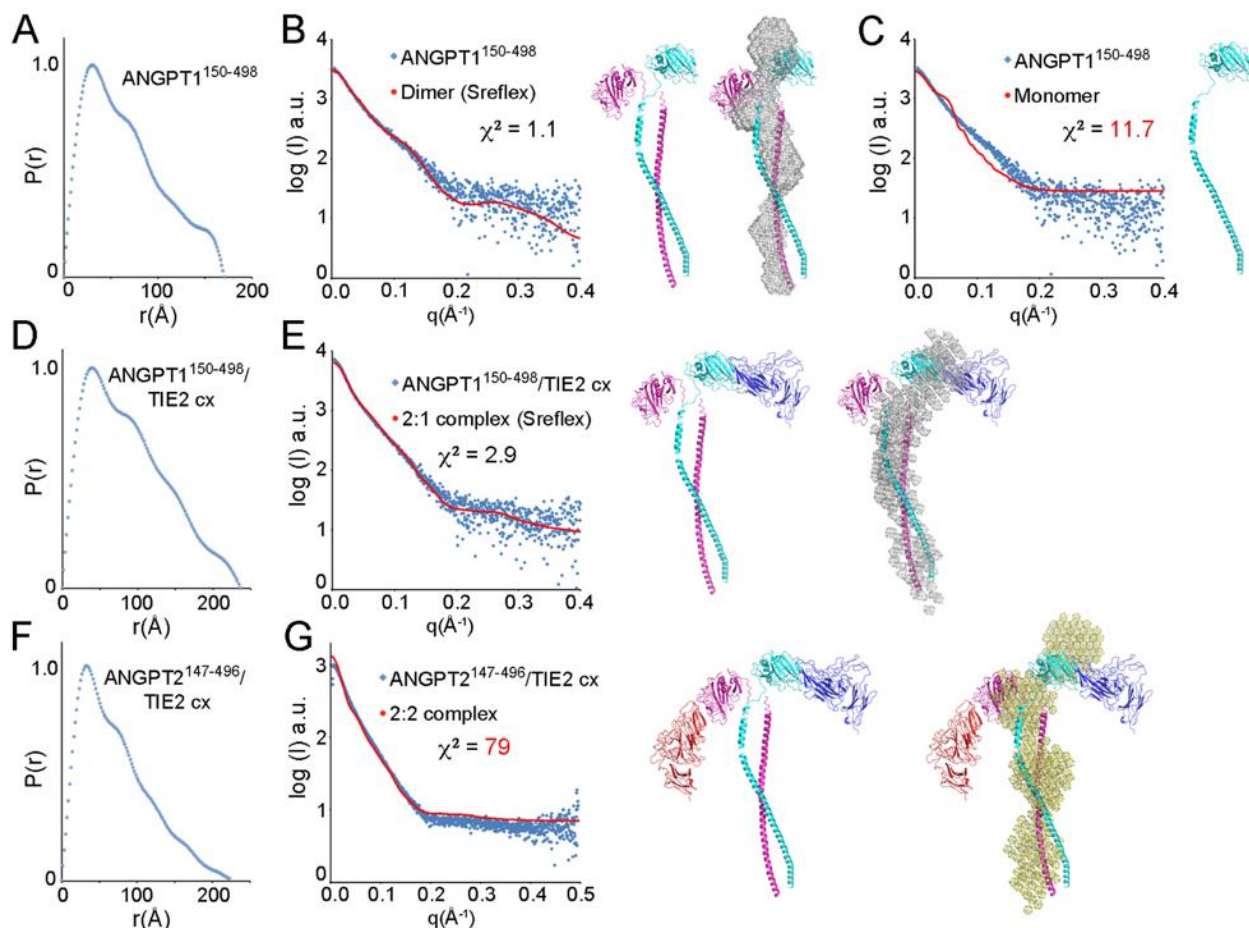 A
1.0
ANGPT1¹⁵⁰⁻⁴⁹⁸
P(r)
0
0 100 200
r(Å)
B
4
3
2
1
0
log (I) a.u.
ANGPT1¹⁵⁰⁻⁴⁹⁸
Dimer (Sreflex)
χ² = 1.1
0.0 0.1 0.2 0.3 0.4
q(Å⁻¹)
C
4
3
2
1
0
log (I) a.u.
ANGPT1¹⁵⁰⁻⁴⁹⁸
Monomer
χ² = 11.7
0.0 0.1 0.2 0.3 0.4
q(Å⁻¹)
D
1.0
ANGPT1¹⁵⁰⁻⁴⁹⁸/
TIE2 cx
P(r)
0
0 100 200
r(Å)
E
4
3
2
1
0
log (I) a.u.
ANGPT1¹⁵⁰⁻⁴⁹⁸/TIE2 cx
2:1 complex (Sreflex)
χ² = 2.9
0.0 0.1 0.2 0.3 0.4
q(Å⁻¹)
F
1.0
ANGPT2¹⁴⁷⁻⁴⁹⁶/
TIE2 cx
P(r)
0
0 100 200
r(Å)
G
3
2
1
0
log (I) a.u.
ANGPT2¹⁴⁷⁻⁴⁹⁶/TIE2 cx
2:2 complex
χ² = 79
0.0 0.1 0.2 0.3 0.4 0.5
q(Å⁻¹)